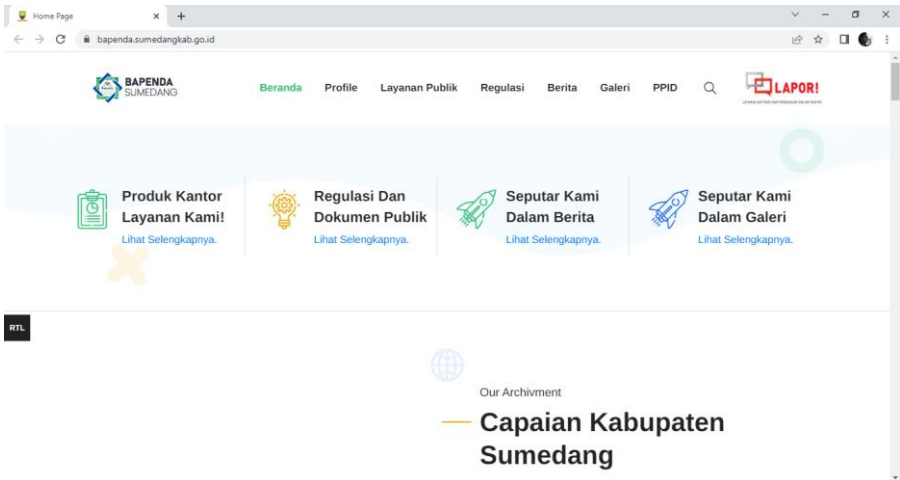 Home Page
bapenda.sumedangkab.go.id
BAPENDA
SUMEDANG
Beranda Profile Layanan Publik Regulasi Berita Galeri PPID
LAPOR!
Produk Kantor
Layanan Kami!
Lihat Selengkapnya.
Regulasi Dan
Dokumen Publik
Lihat Selengkapnya.
Seputar Kami
Dalam Berita
Lihat Selengkapnya.
Seputar Kami
Dalam Galeri
Lihat Selengkapnya.
RTL
Our Archivment
Capaian Kabupaten
Sumedang